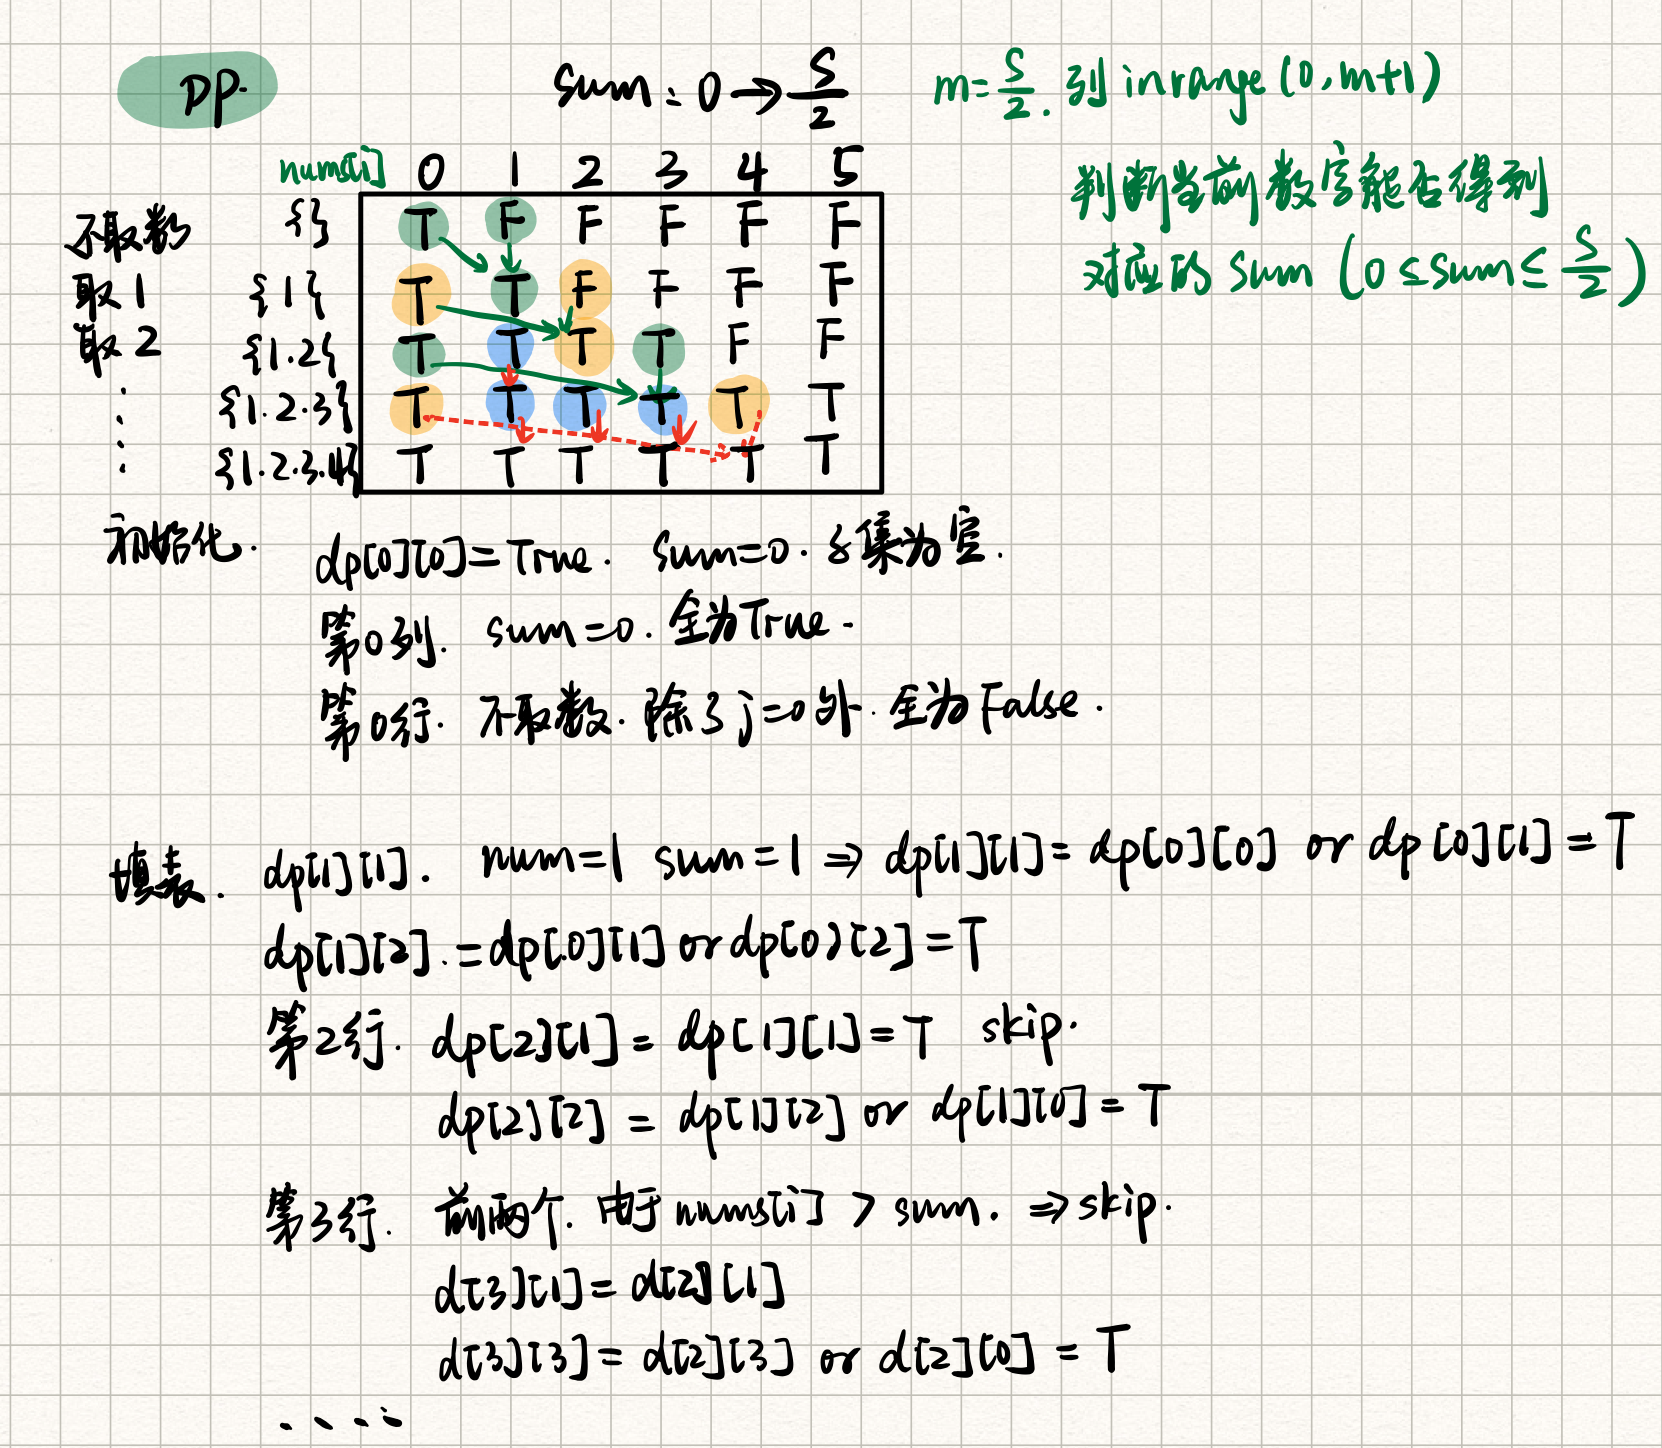 DP.
sum: 0 → S/2
m=S/2. 列 in range (0,m+1)
判断当前数字能否得到
对应的 sum (0≤sum≤S/2)
nums[i] 0 1 2 3 4 5
不取数 {} T F F F F F
取1 {1} T T F F F F
取2 {1.2} T T T T F F
{1.2.3} T T T T T T
{1.2.3.4} T T T T T T
初始化. dp[0][0]=True. sum=0. 子集为空.
第0列. sum=0. 全为True.
第0行. 不取数. 除了j=0外. 全为False.
填表. dp[1][1]. num=1 sum=1 ⇒ dp[1][1]= dp[0][0] or dp[0][1]=T
dp[1][2].=dp[0][1] or dp[0][2]=T
第2行. dp[2][1] = dp[1][1]=T skip.
dp[2][2] = dp[1][2] or dp[1][0] = T
第3行. 前两个. 由于 nums[i] > sum. ⇒ skip.
d[3][1]= d[2][1]
d[3][3]= d[2][3] or d[2][0] = T
.....